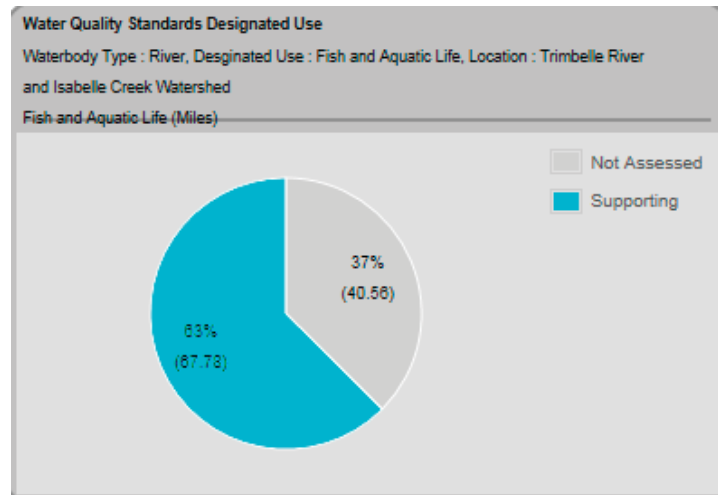 Water Quality Standards Designated Use
Waterbody Type : River, Desginated Use : Fish and Aquatic Life, Location : Trimbelle River
and Isabelle Creek Watershed
Fish and Aquatic Life (Miles)
Not Assessed
Supporting
37%
(40.56)
63%
(67.73)